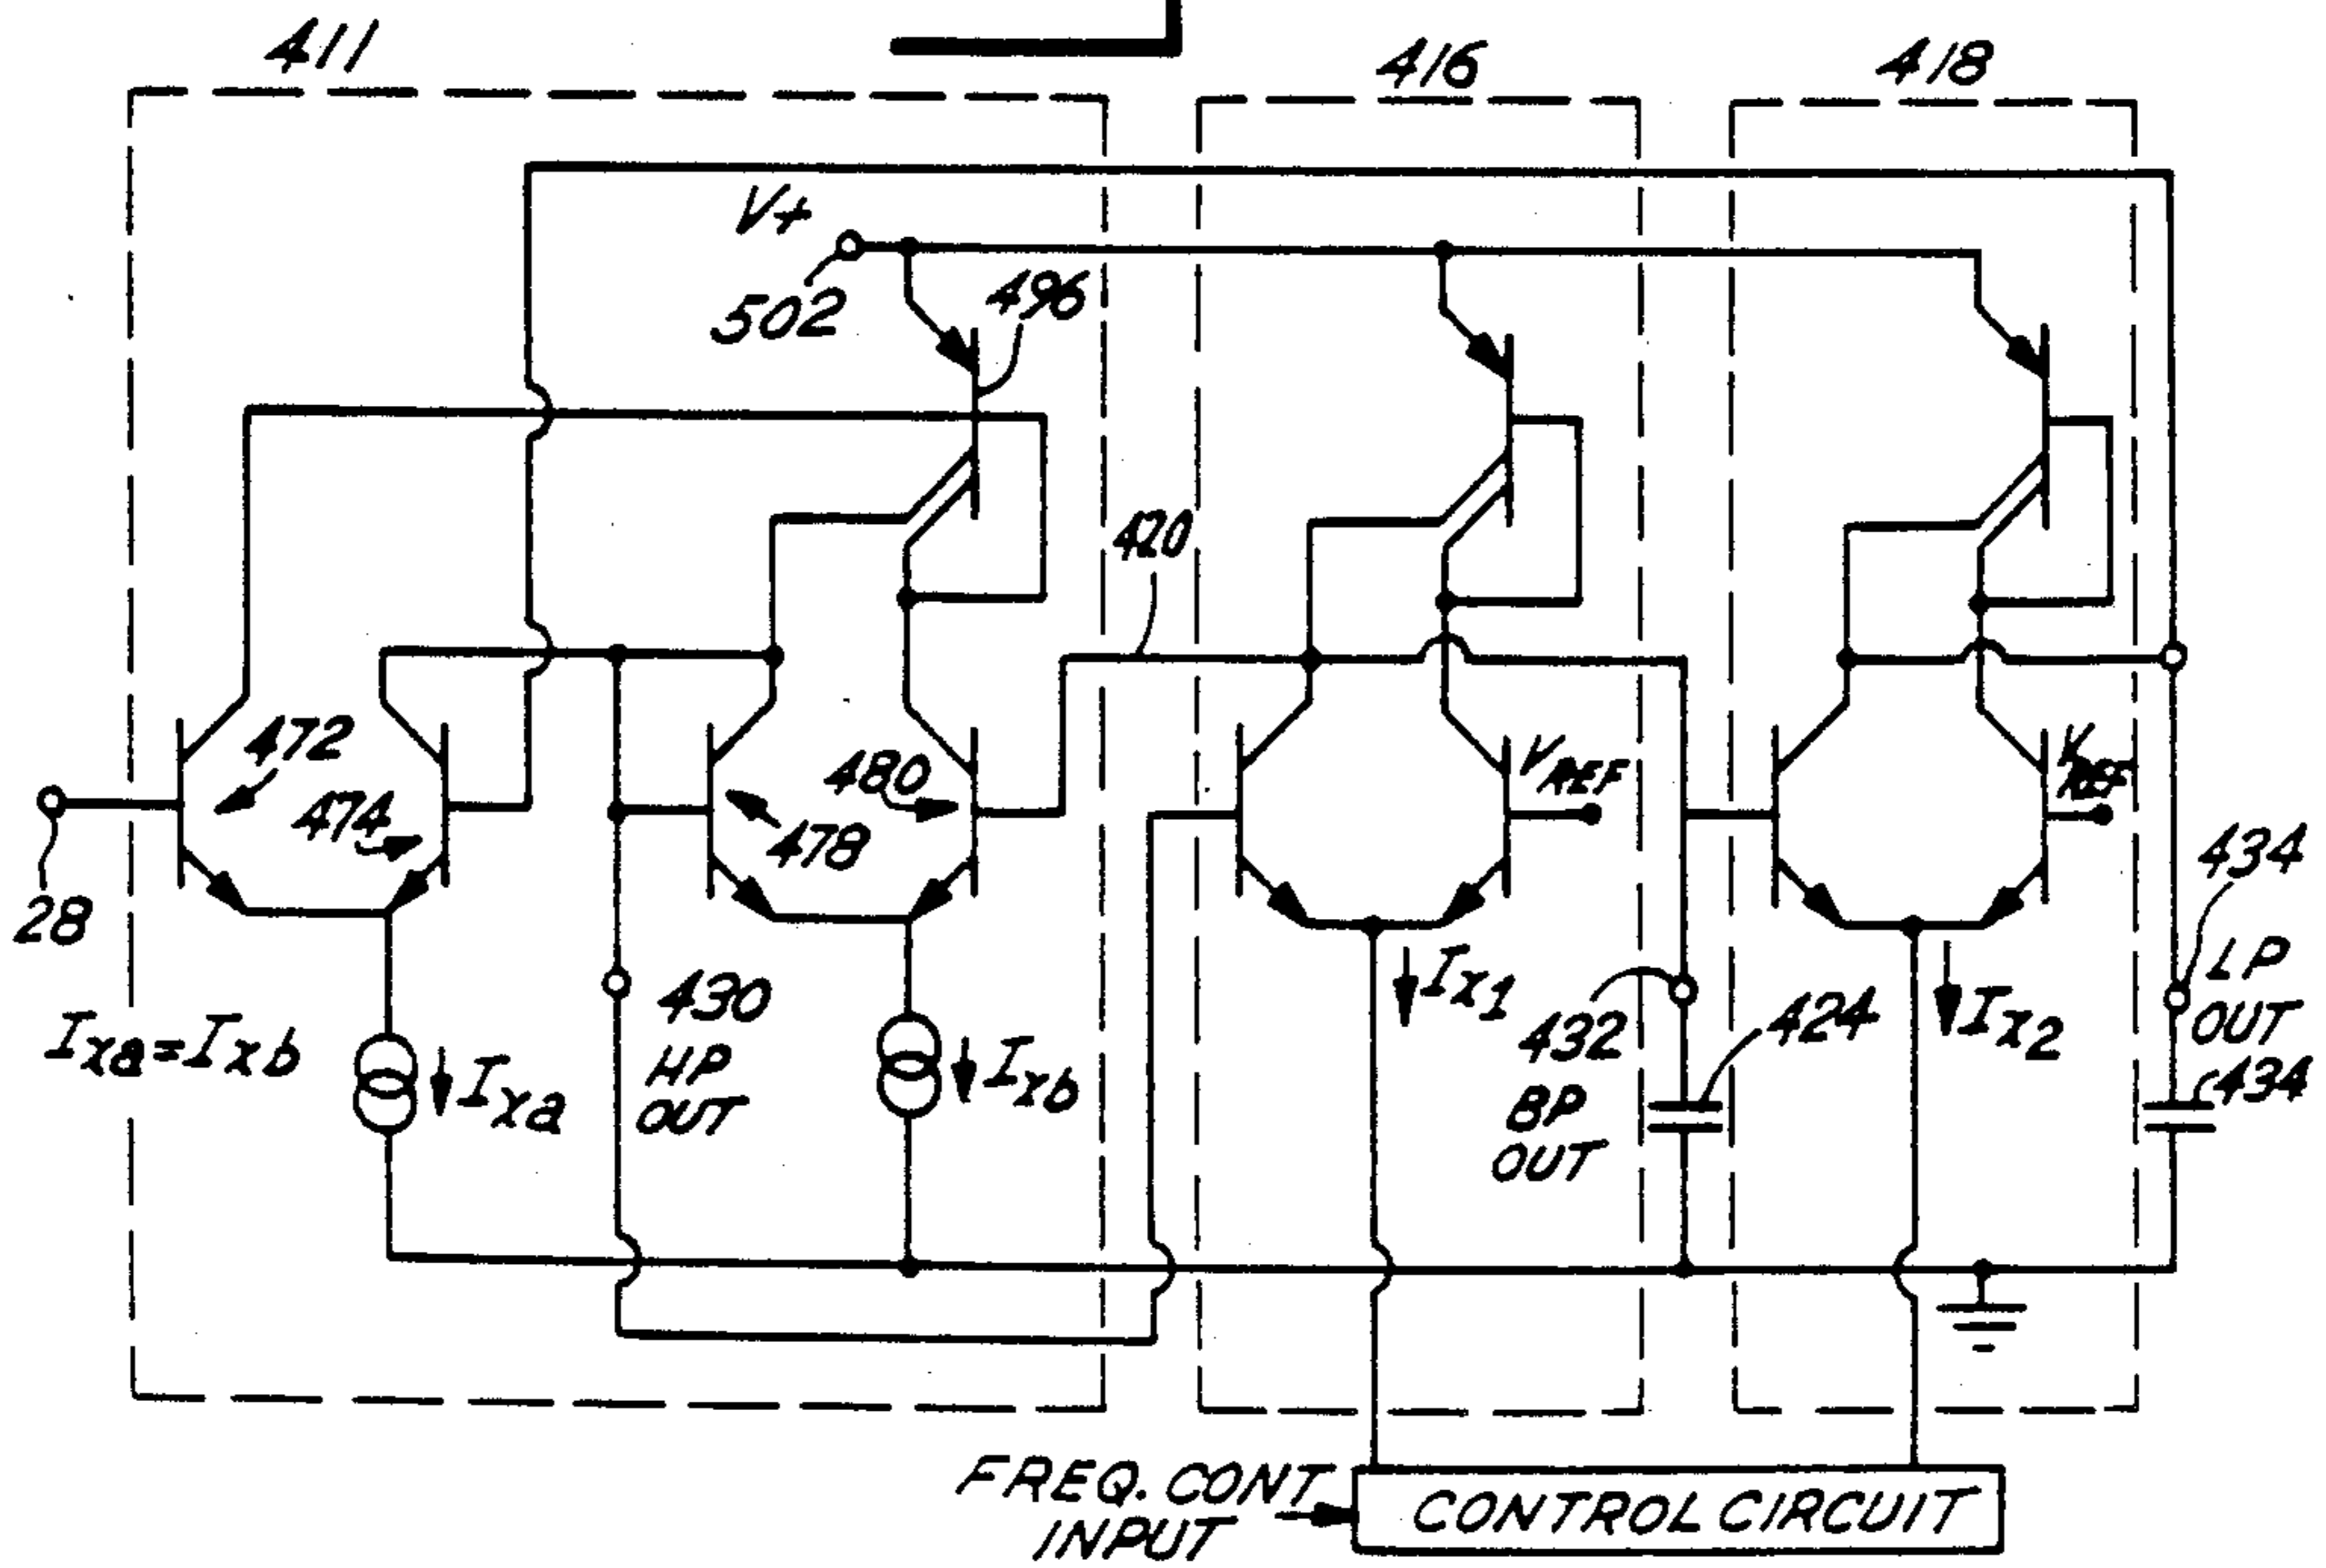 411
416
418
V+
502
496
420
472
474
480
478
VREF
VREF
28
430
HP
OUT
Ixa=Ixb
Ixa
Ixb
Ix1
432
BP
OUT
424
Ix2
434
LP
OUT
434
FREQ. CONT
INPUT
CONTROL CIRCUIT